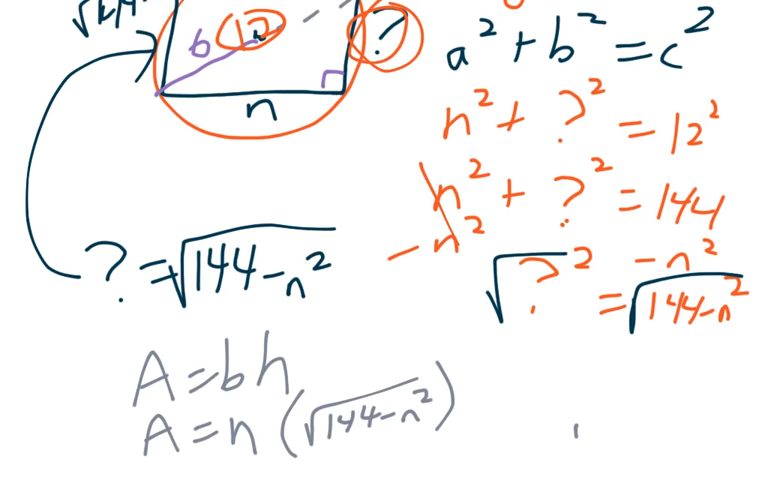 6 12 ?
n
a² + b² = c²
n² + ?² = 12²
n² + ?² = 144
-n² -n²
√?² = √144-n²
? = √144-n²
A = bh
A = n(√144-n²)